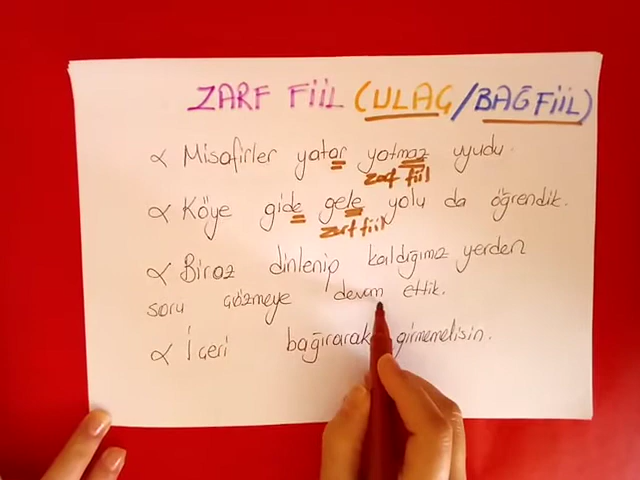 ZARF FİİL (ULAG/BAĞFİİL)
∝ Misafirler yatar yatmaz uyudu.
zarf fiil
∝ Köye gide gele yolu da öğrendik.
zarf fiil
∝ Biraz dinlenip kaldığımız yerden
soru çözmeye devam ettik.
∝ İçeri bağırarak girmemelisin.